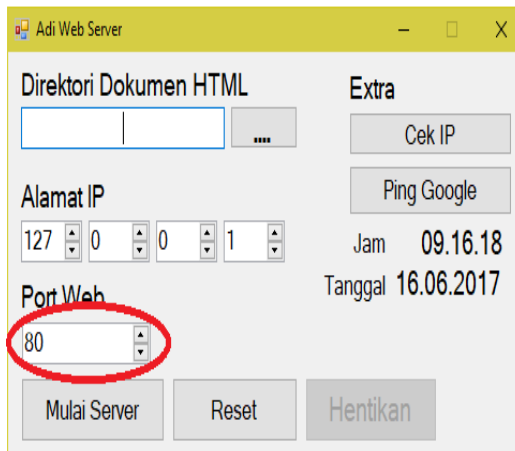 Adi Web Server
Direktori Dokumen HTML
....
Alamat IP
127 0 0 1
Port Web
80
Mulai Server Reset Hentikan
Extra
Cek IP
Ping Google
Jam 09.16.18
Tanggal 16.06.2017